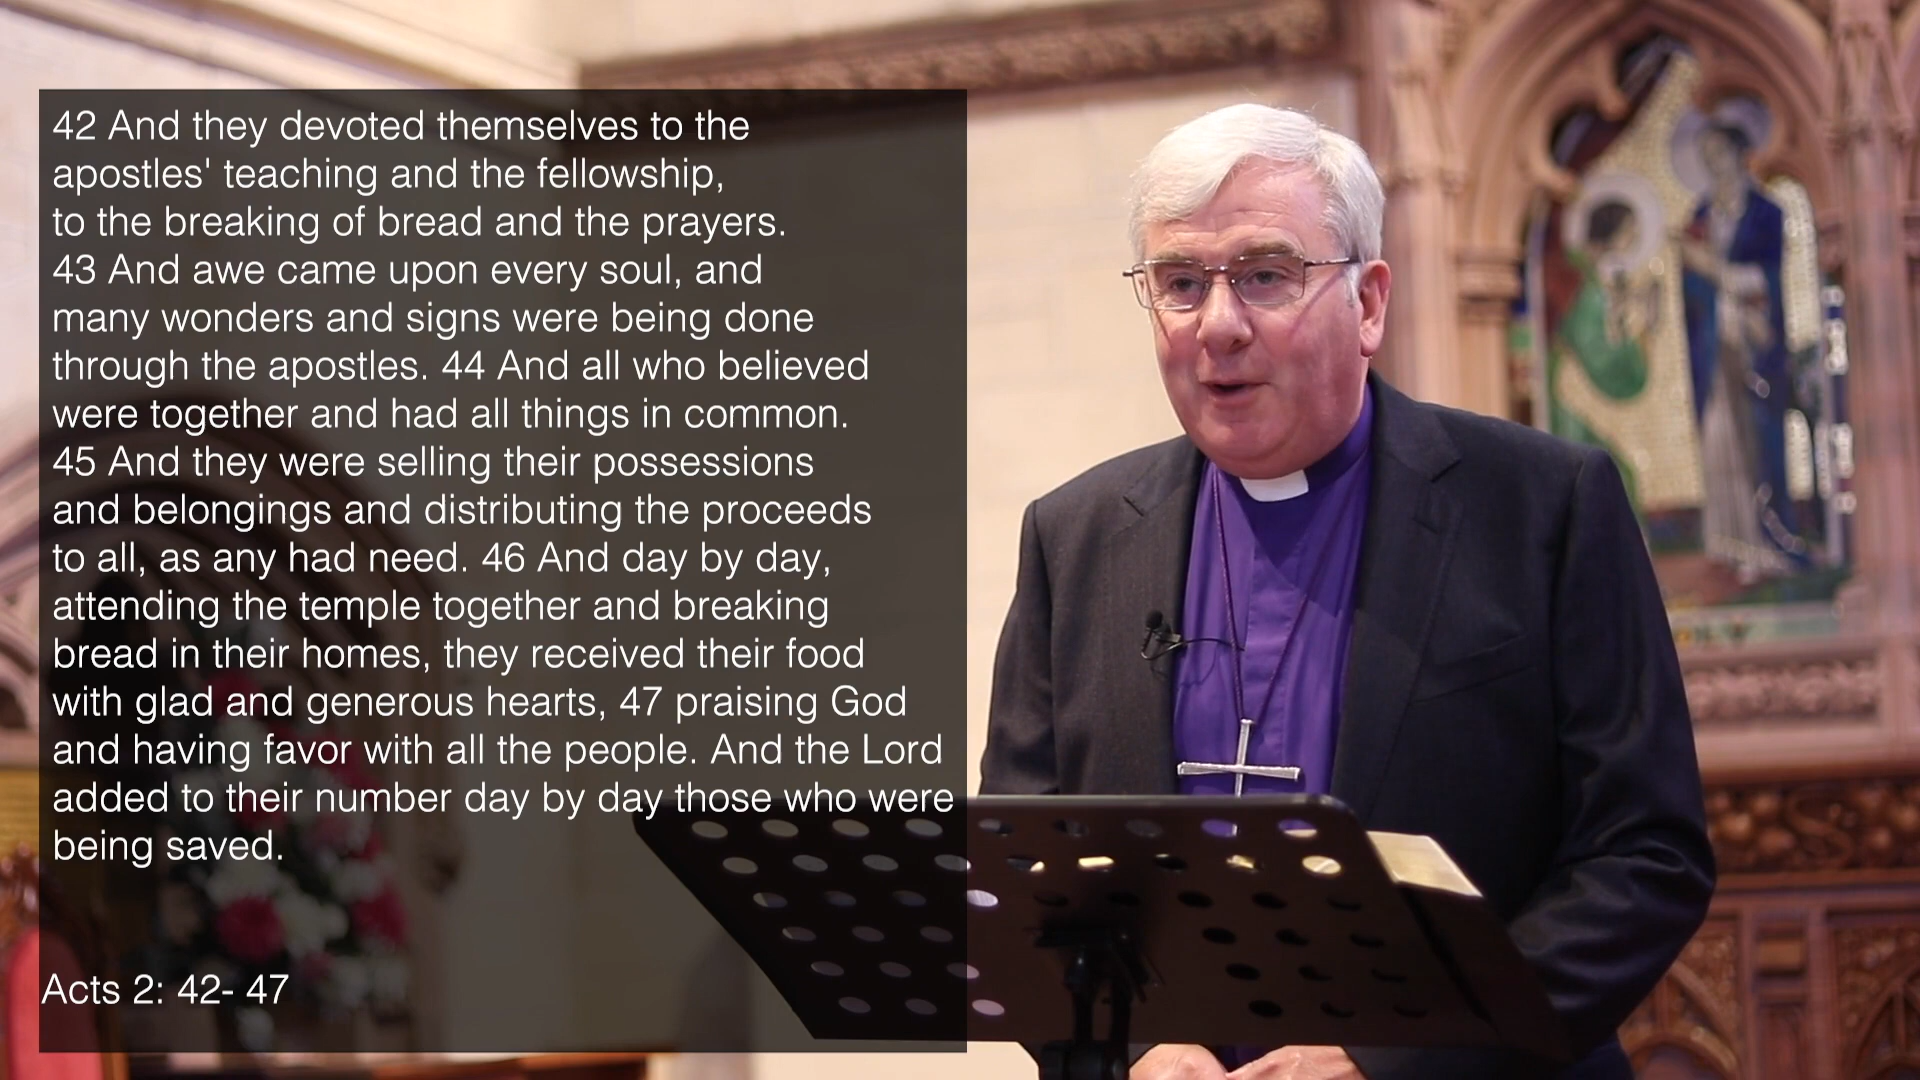 42 And they devoted themselves to the
apostles' teaching and the fellowship,
to the breaking of bread and the prayers.
43 And awe came upon every soul, and
many wonders and signs were being done
through the apostles. 44 And all who believed
were together and had all things in common.
45 And they were selling their possessions
and belongings and distributing the proceeds
to all, as any had need. 46 And day by day,
attending the temple together and breaking
bread in their homes, they received their food
with glad and generous hearts, 47 praising God
and having favor with all the people. And the Lord
added to their number day by day those who were
being saved.
Acts 2: 42- 47